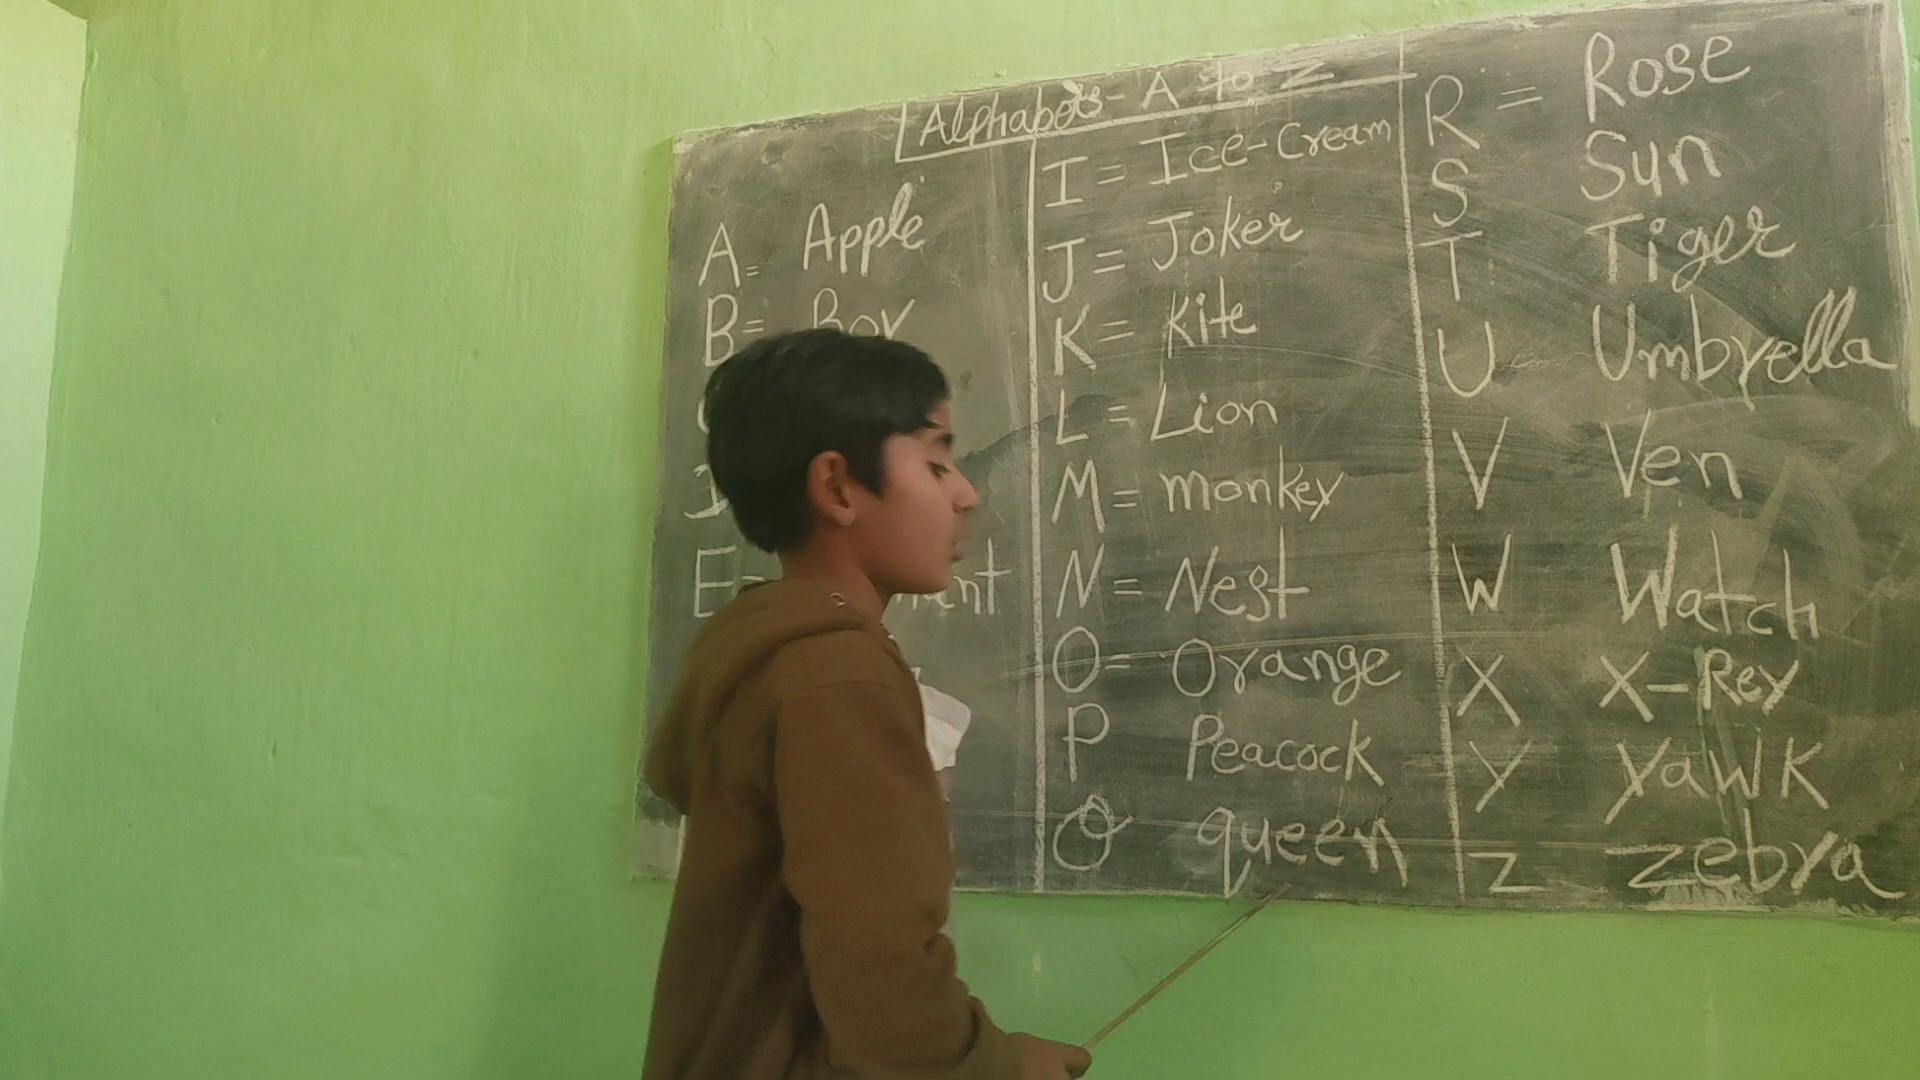 Alphabets - A to Z
A= Apple
B= Boy
E=
I = Ice-Cream
J = Joker
K = Kite
L = Lion
M = monkey
N = Nest
O = Orange
P Peacock
Q queen
R = Rose
S Sun
T Tiger
U Umbrella
V Ven
W Watch
X X-Rey
Y Yawk
Z zebra